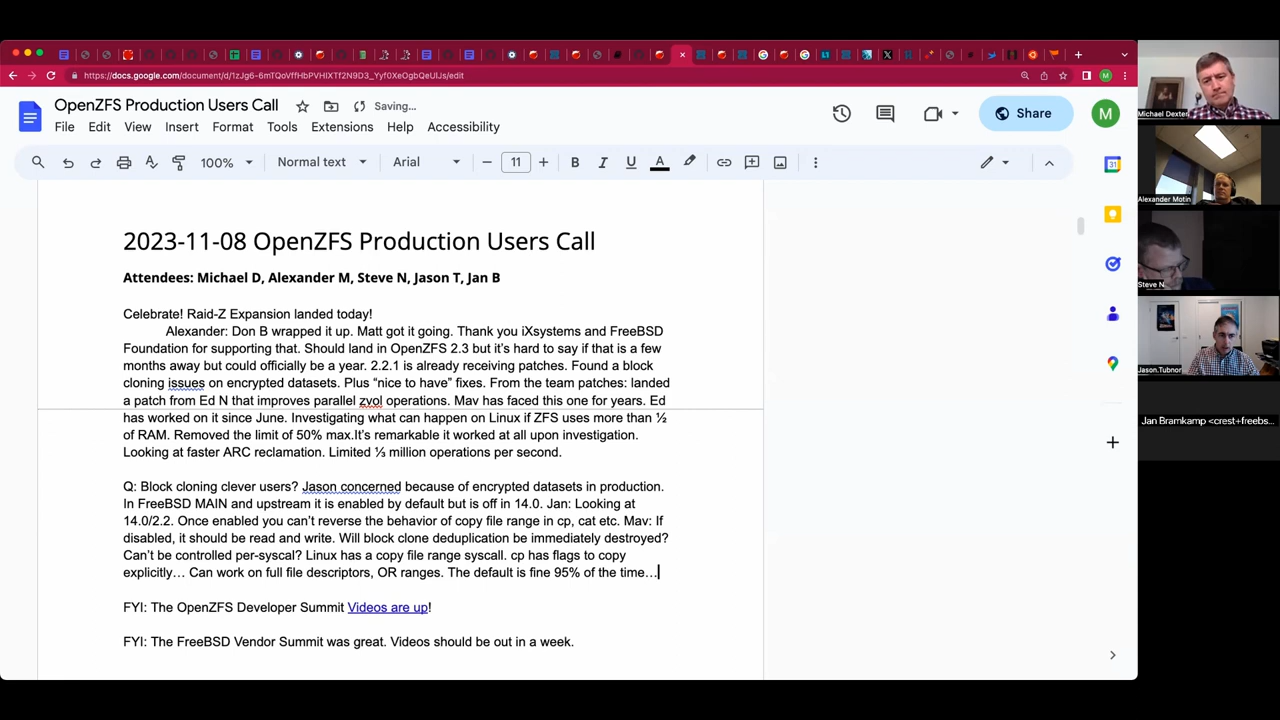 https://docs.google.com/document/d/1zJg6-6mTQoVffHbPVHIXTf2N9D3_Yyf0XeOgbQeUIJs/edit
OpenZFS Production Users Call
Saving...
File Edit View Insert Format Tools Extensions Help Accessibility
Share
M
100% Normal text Arial 11
2023-11-08 OpenZFS Production Users Call
Attendees: Michael D, Alexander M, Steve N, Jason T, Jan B
Celebrate! Raid-Z Expansion landed today!
Alexander: Don B wrapped it up. Matt got it going. Thank you iXsystems and FreeBSD
Foundation for supporting that. Should land in OpenZFS 2.3 but it's hard to say if that is a few
months away but could officially be a year. 2.2.1 is already receiving patches. Found a block
cloning issues on encrypted datasets. Plus “nice to have” fixes. From the team patches: landed
a patch from Ed N that improves parallel zvol operations. Mav has faced this one for years. Ed
has worked on it since June. Investigating what can happen on Linux if ZFS uses more than ½
of RAM. Removed the limit of 50% max.It's remarkable it worked at all upon investigation.
Looking at faster ARC reclamation. Limited ⅓ million operations per second.
Q: Block cloning clever users? Jason concerned because of encrypted datasets in production.
In FreeBSD MAIN and upstream it is enabled by default but is off in 14.0. Jan: Looking at
14.0/2.2. Once enabled you can't reverse the behavior of copy file range in cp, cat etc. Mav: If
disabled, it should be read and write. Will block clone deduplication be immediately destroyed?
Can't be controlled per-syscal? Linux has a copy file range syscall. cp has flags to copy
explicitly… Can work on full file descriptors, OR ranges. The default is fine 95% of the time…
FYI: The OpenZFS Developer Summit Videos are up!
FYI: The FreeBSD Vendor Summit was great. Videos should be out in a week.
Michael Dexter
Alexander Motin
Steve N.
Jason.Tubnor
Jan Bramkamp <crest+freebs...